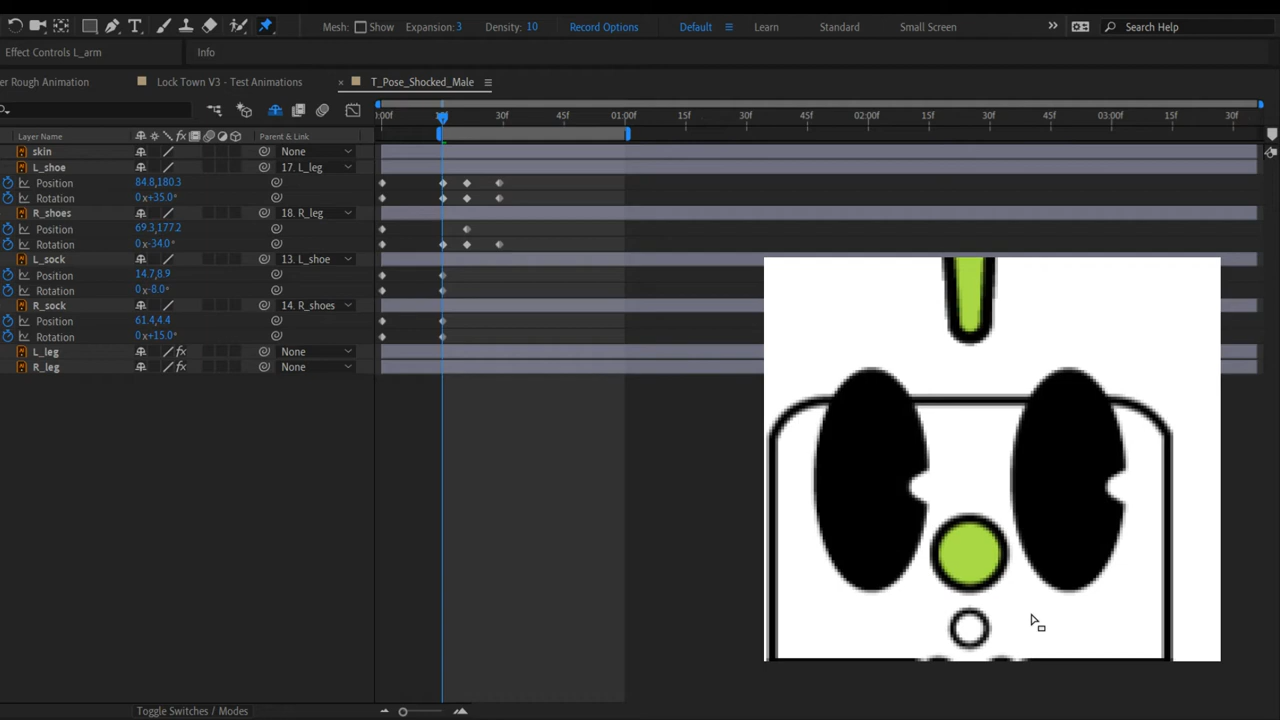 Mesh: Show Expansion: 3 Density: 10 Record Options Default Learn Standard Small Screen Search Help
Effect Controls L_arm Info
er Rough Animation Lock Town V3 - Test Animations × T_Pose_Shocked_Male
:00f 30f 45f 01:00f 15f 30f 45f 02:00f 15f 30f 45f 03:00f 15f 30f
Layer Name fx Parent & Link
skin None
L_shoe 17. L_leg
Position 84.8,180.3
Rotation 0x+35.0°
R_shoes 18. R_leg
Position 69.3,177.2
Rotation 0x-34.0°
L_sock 13. L_shoe
Position 14.7,8.9
Rotation 0x-8.0°
R_sock 14. R_shoes
Position 61.4,4.4
Rotation 0x+15.0°
L_leg fx None
R_leg fx None
Toggle Switches / Modes